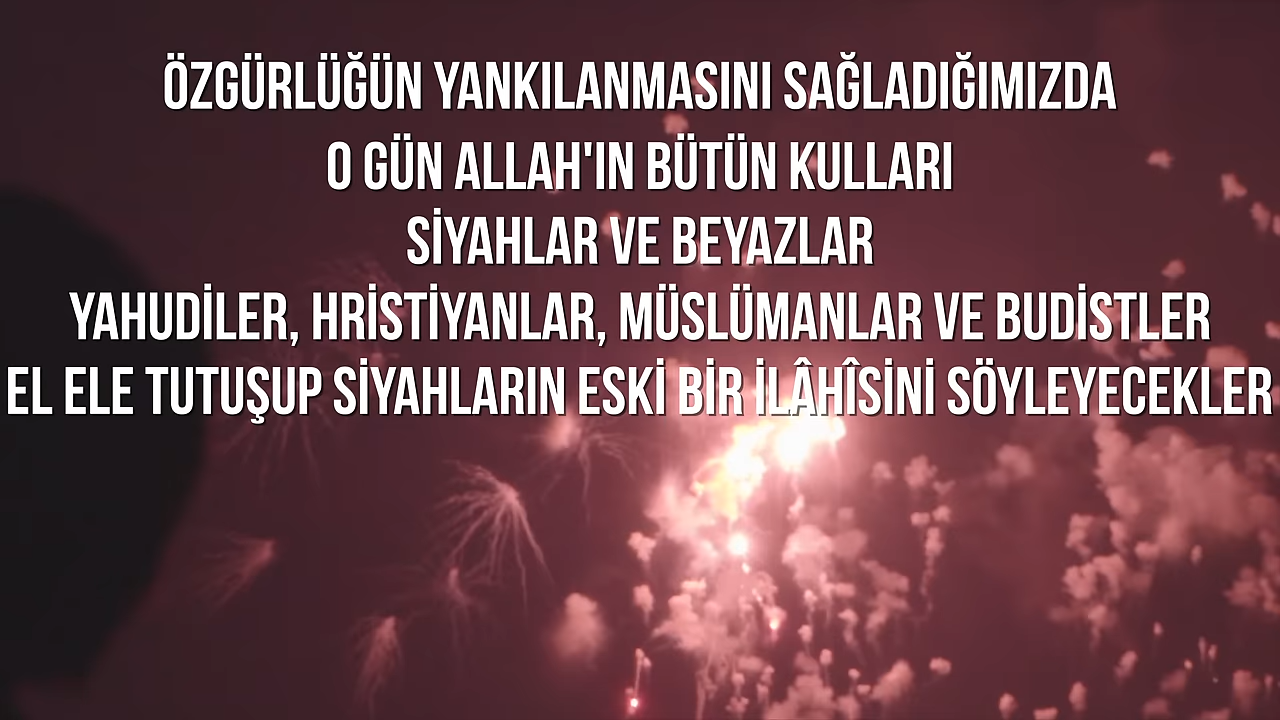 ÖZGÜRLÜĞÜN YANKILANMASINI SAĞLADIĞIMIZDA
O GÜN ALLAH'IN BÜTÜN KULLARI
SİYAHLAR VE BEYAZLAR
YAHUDİLER, HRİSTİYANLAR, MÜSLÜMANLAR VE BUDİSTLER
EL ELE TUTUŞUP SİYAHLARIN ESKİ BİR İLÂHÎSİNİ SÖYLEYECEKLER